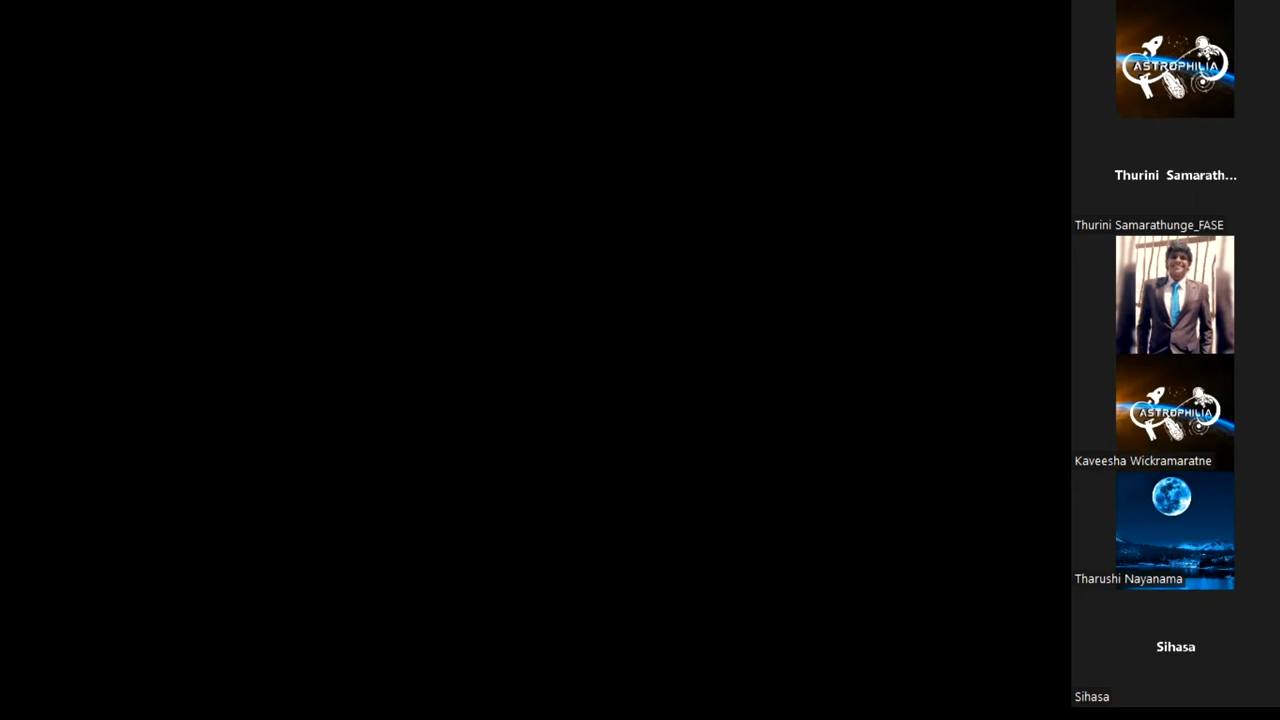 ASTROPHILIA
Thurini Samarath...
Thurini Samarathunge_FASE
ASTROPHILIA
Kaveesha Wickramaratne
Tharushi Nayanama
Sihasa
Sihasa